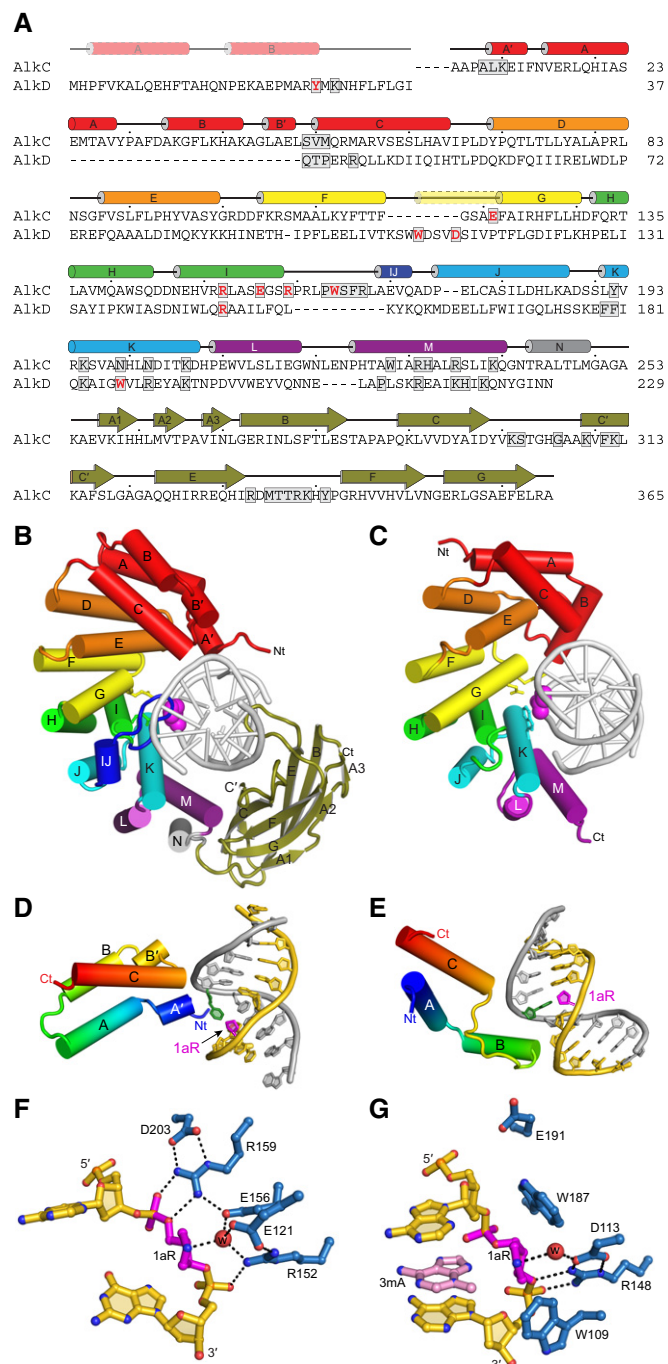 A
A B A' A
AlkC ----AAPALKEIFNVERLQHIAS 23
AlkD MHPFVKALQEHFTAHQNPEKAEPMARYMKNHFLFLGI 37
A B B' C D
AlkC EMTAVYPAFDAKGFLKHAKAGLAELSVMQRMARVSESLHAVIPLDYPQTLTLLYALAPRL 83
AlkD -------------------------QTPERRQLLKDIIQIHTLPDQKDFQIIIRELWDLP 72
E F G H
AlkC NSGFVSLFLPHYVASYGRDDFKRSMAALKYFTTF--------GSAEFAIRHFLLHDFQRT 135
AlkD EREFQAAALDIMQKYKKHINETH-IPFLEELIVTKSWWDSVDSIVPTFLGDIFLKHPELI 131
H I IJ J K
AlkC LAVMQAWSQDDNEHVRRLASEGSRPRLPWSFRLAEVQADP--ELCASILDHLKADSSLYV 193
AlkD SAYIPKWIASDNIWLQRAAILFQL----------KYKQKMDEELLFWIIGQLHSSKEFFI 181
K L M N
AlkC RKSVANHLNDITKDHPEWVLSLIEGWNLENPHTAWIARHALRSLIKQGNTRALTLMGAGA 253
AlkD QKAIGWVLREYAKTNPDVVWEYVQNNE----LAPLSKREAIKHIKQNYGINN 229
A1 A2 A3 B C C'
AlkC KAEVKIHHLMVTPAVINLGERINLSFTLESTAPAPQKLVVDYAIDYVKSTGHGAAKVFKL 313
C' E F G
AlkC KAFSLGAGAQQHIRREQHIRDMTTRKHYPGRHVVHVLVNGERLGSAEFELRA 365
B
A B C B' A' Nt D E F G H I IJ J K L M N C' C E B F G A1 A2 A3 Ct
C
Nt A C B D E F G H I J K L M Ct
D
B B' Ct C A A' Nt 1aR
E
Ct C Nt A B 1aR
F
D203
R159
5′
E156
E121
1aR
W
R152
3′
G
E191
5′
W187
D113
1aR
W
3mA
R148
W109
3′